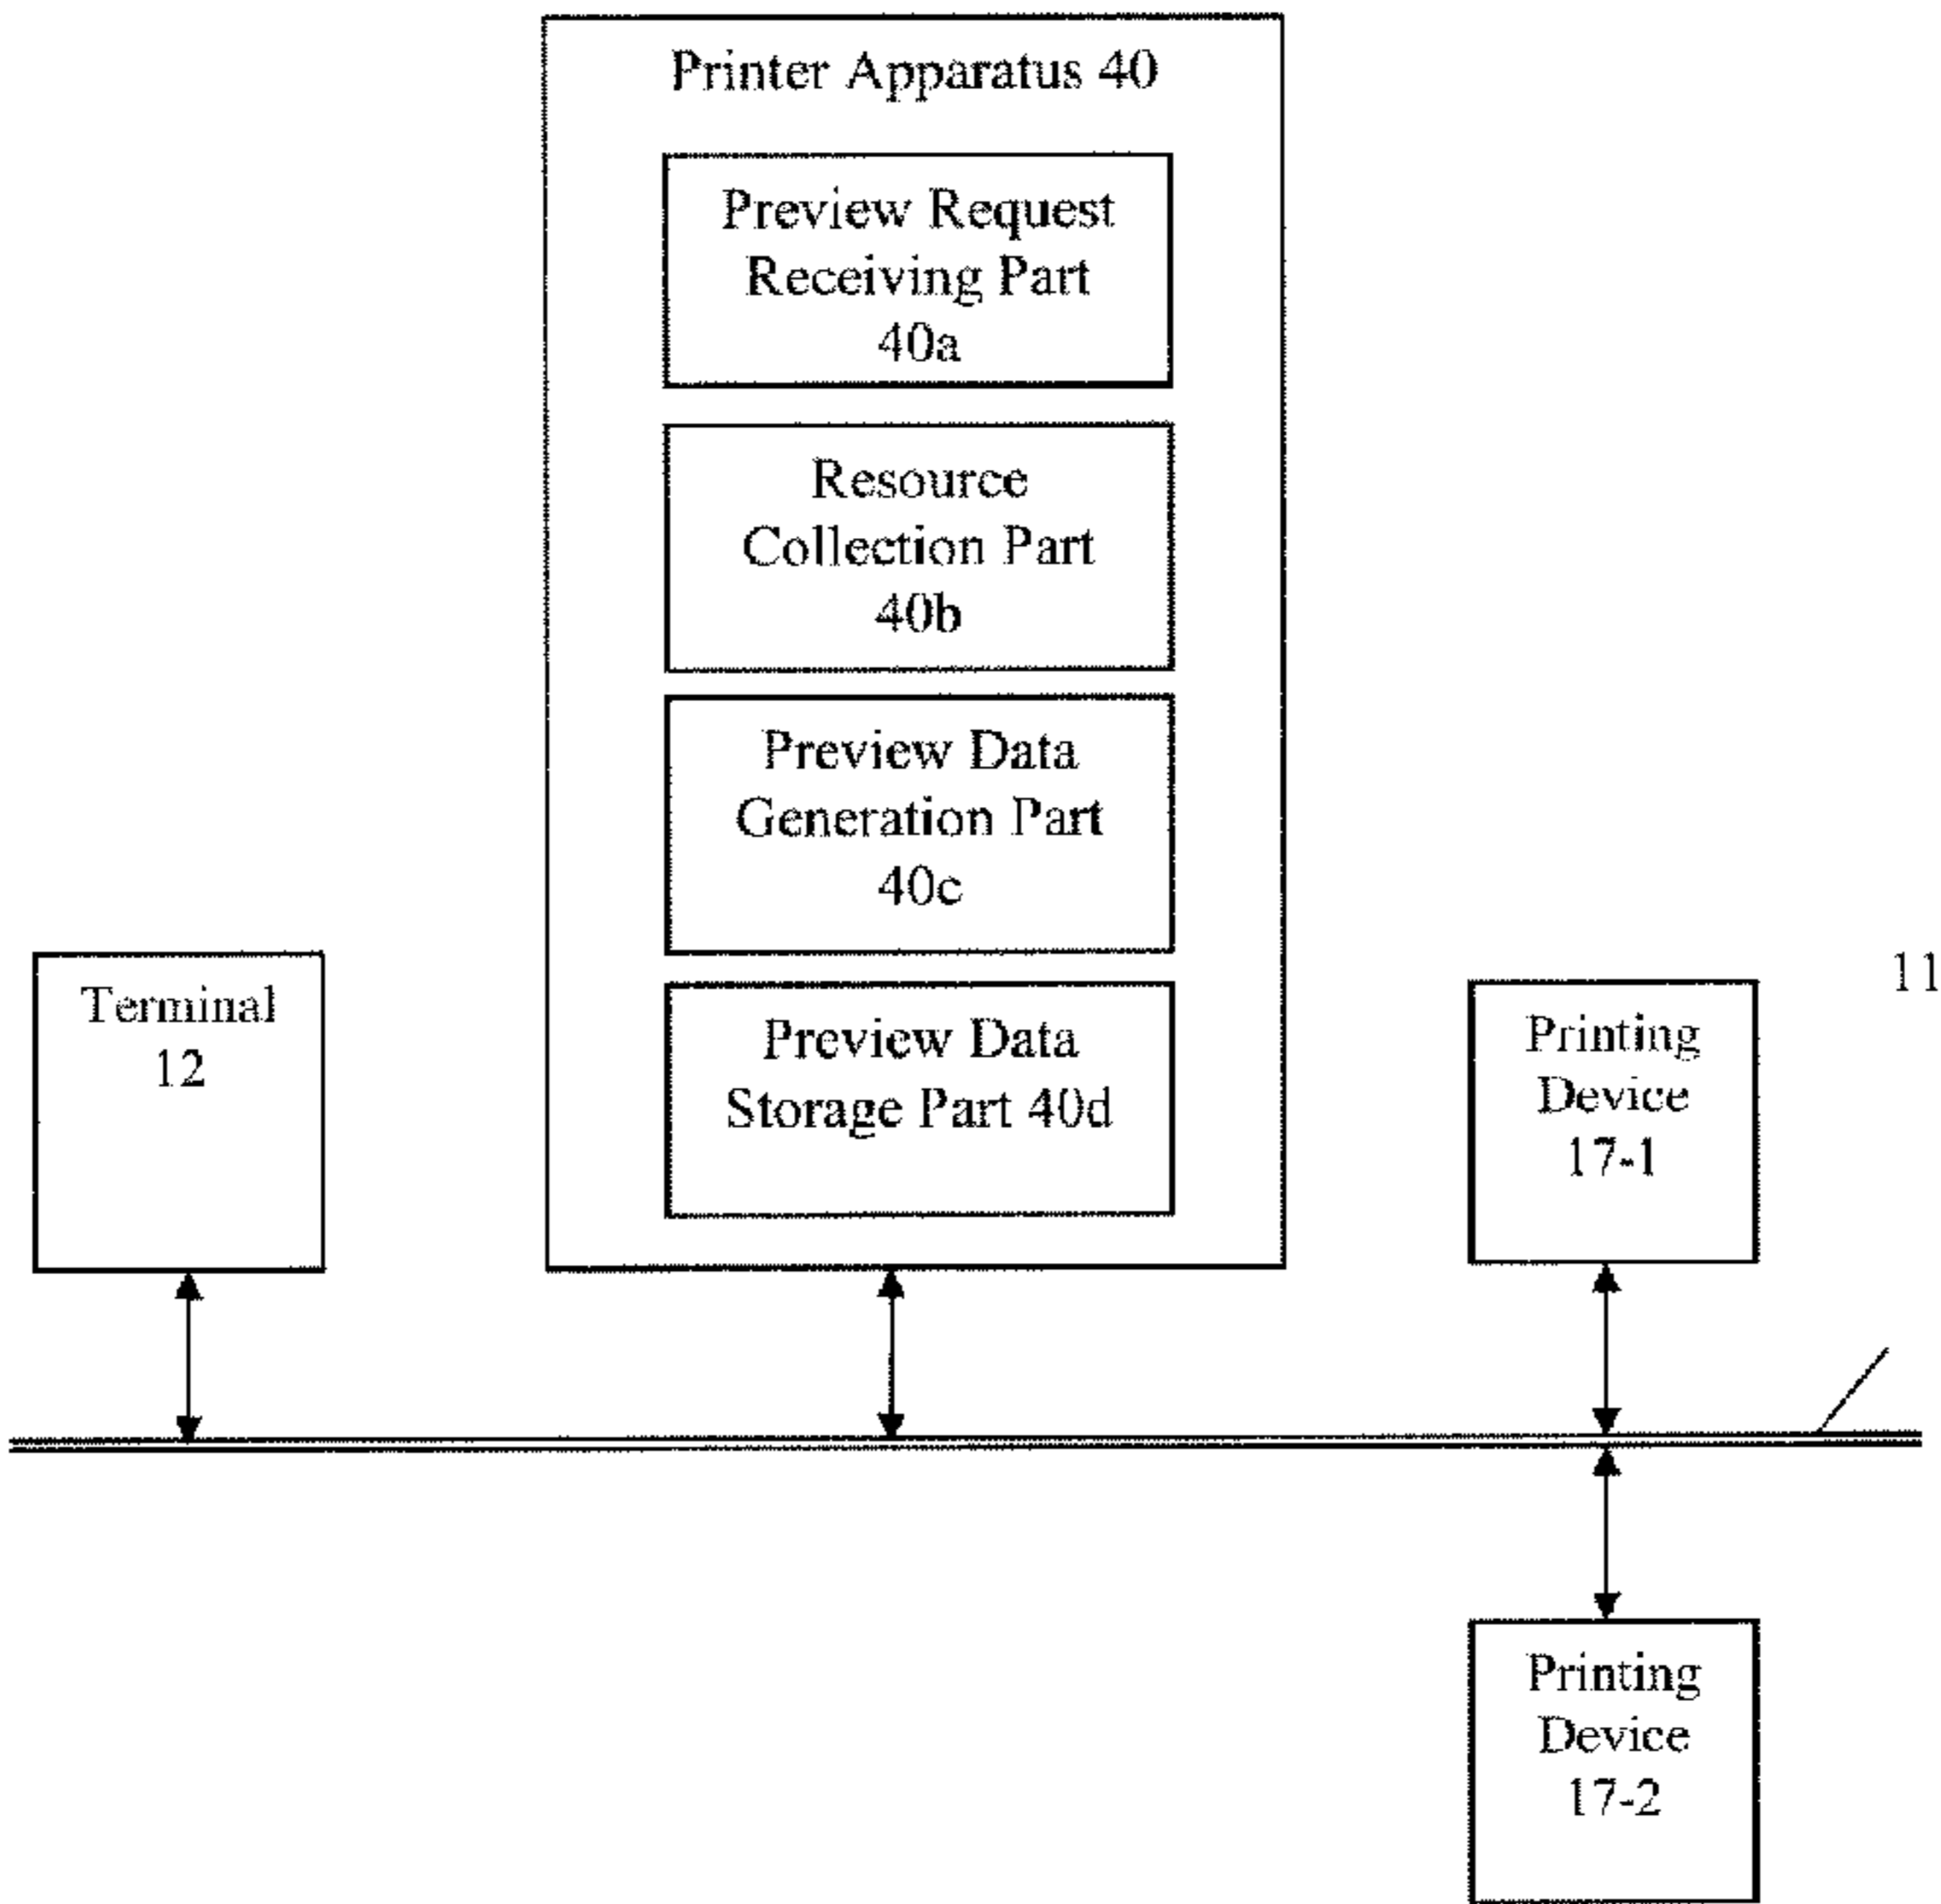 Printer Apparatus 40
Preview Request
Receiving Part
40a
Resource
Collection Part
40b
Preview Data
Generation Part
40c
Preview Data
Storage Part 40d
Terminal
12
Printing
Device
17-1
11
Printing
Device
17-2